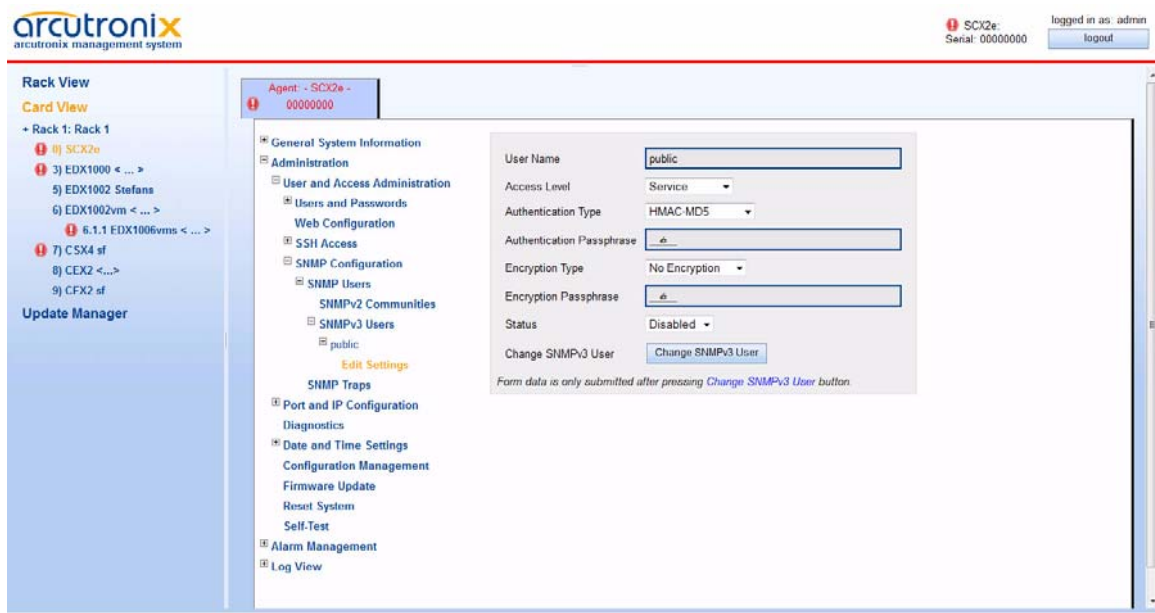 arcutronix
arcutronix management system
SCX2e:
Serial: 00000000
logged in as: admin
logout
Rack View
Card View
+ Rack 1: Rack 1
0) SCX2e
3) EDX1000 < ... >
5) EDX1002 Stefans
6) EDX1002vm < ... >
6.1.1 EDX1006vms < ... >
7) CSX4 sf
8) CEX2 <...>
9) CFX2 sf
Update Manager
Agent: - SCX2e -
00000000
General System Information
Administration
User and Access Administration
Users and Passwords
Web Configuration
SSH Access
SNMP Configuration
SNMP Users
SNMPv2 Communities
SNMPv3 Users
public
Edit Settings
SNMP Traps
Port and IP Configuration
Diagnostics
Date and Time Settings
Configuration Management
Firmware Update
Reset System
Self-Test
Alarm Management
Log View
User Name public
Access Level Service
Authentication Type HMAC-MD5
Authentication Passphrase
Encryption Type No Encryption
Encryption Passphrase
Status Disabled
Change SNMPv3 User Change SNMPv3 User
Form data is only submitted after pressing Change SNMPv3 User button.